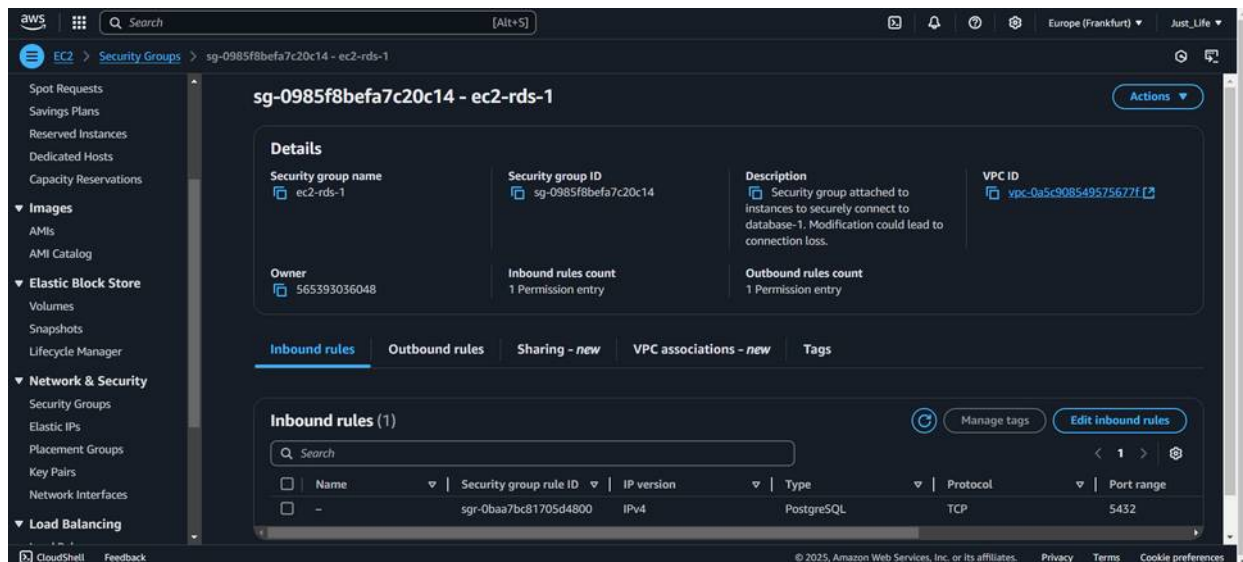 aws
Search
[Alt+S]
Europe (Frankfurt)
Just_Life
EC2 > Security Groups > sg-0985f8befa7c20c14 - ec2-rds-1
Spot Requests
Savings Plans
Reserved Instances
Dedicated Hosts
Capacity Reservations
Images
AMIs
AMI Catalog
Elastic Block Store
Volumes
Snapshots
Lifecycle Manager
Network & Security
Security Groups
Elastic IPs
Placement Groups
Key Pairs
Network Interfaces
Load Balancing
sg-0985f8befa7c20c14 - ec2-rds-1
Actions
Details
Security group name
ec2-rds-1
Security group ID
sg-0985f8befa7c20c14
Description
Security group attached to
instances to securely connect to
database-1. Modification could lead to
connection loss.
VPC ID
vpc-0a5c908549575677f
Owner
565393036048
Inbound rules count
1 Permission entry
Outbound rules count
1 Permission entry
Inbound rules
Outbound rules
Sharing - new
VPC associations - new
Tags
Inbound rules (1)
Manage tags
Edit inbound rules
Search
< 1 >
Name
Security group rule ID
IP version
Type
Protocol
Port range
-
sgr-0baa7bc81705d4800
IPv4
PostgreSQL
TCP
5432
CloudShell
Feedback
© 2025, Amazon Web Services, Inc. or its affiliates.
Privacy
Terms
Cookie preferences